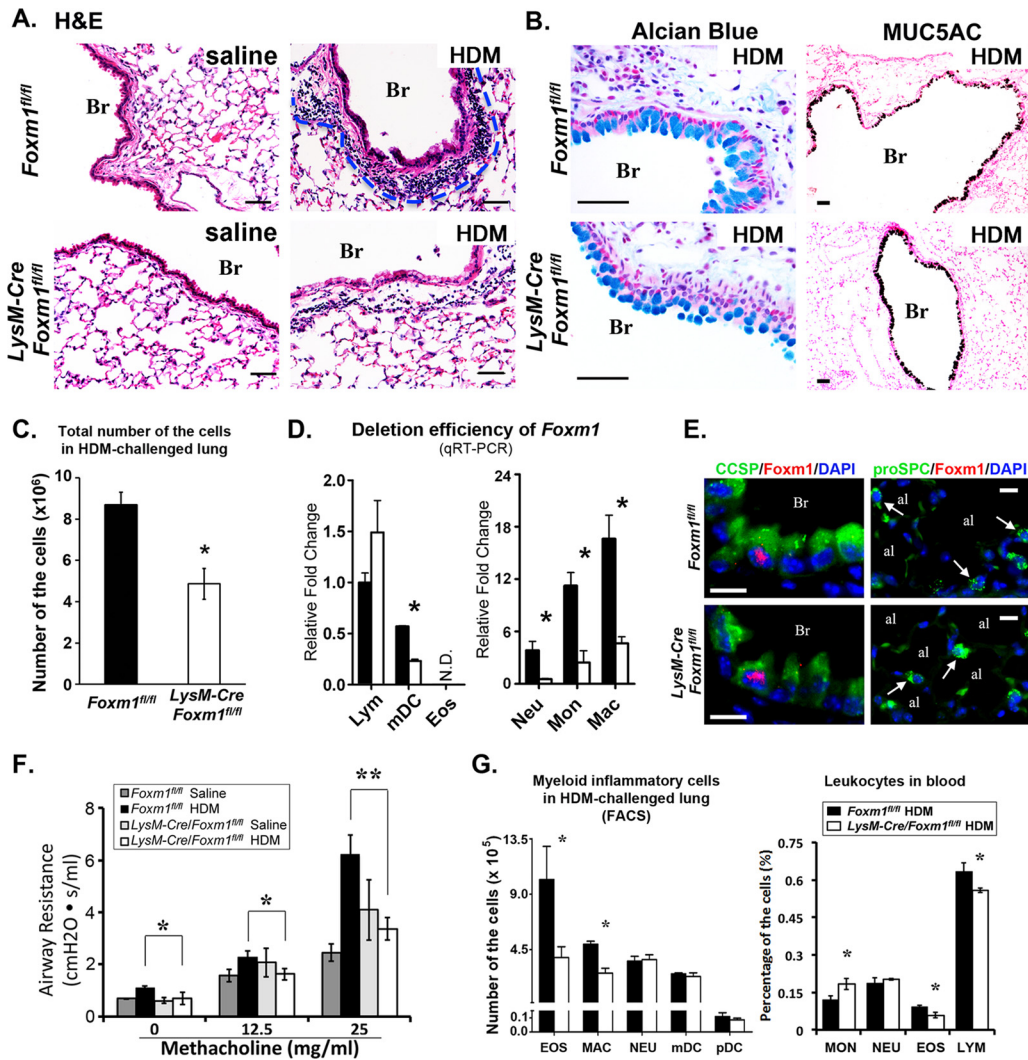 A.
H&E
saline
HDM
Br
Br
Foxm1fl/fl
saline
HDM
Br
Br
LysM-Cre
Foxm1fl/fl
B.
Alcian Blue
MUC5AC
HDM
HDM
Br
Br
Foxm1fl/fl
HDM
HDM
Br
Br
LysM-Cre
Foxm1fl/fl
C.
Total number of the cells
in HDM-challenged lung
Number of the cells (x10⁶)
10
8
6
4
2
0
*
Foxm1fl/fl
LysM-Cre
Foxm1fl/fl
D.
Deletion efficiency of Foxm1
(qRT-PCR)
Relative Fold Change
2.0
1.5
1.0
0.5
0.0
*
N.D.
Lym
mDC
Eos
Relative Fold Change
24
18
12
6
0
*
*
*
Neu
Mon
Mac
E.
CCSP/Foxm1/DAPI
proSPC/Foxm1/DAPI
Foxm1fl/fl
Br
al
al
al
LysM-Cre
Foxm1fl/fl
Br
al
al
al
F.
Foxm1fl/fl Saline
Foxm1fl/fl HDM
LysM-Cre/Foxm1fl/fl Saline
LysM-Cre/Foxm1fl/fl HDM
Airway Resistance
(cmH2O • s/ml)
8
6
4
2
0
*
*
**
0
12.5
25
Methacholine (mg/ml)
G.
Myeloid inflammatory cells
in HDM-challenged lung
(FACS)
Number of the cells (x 10⁵)
13.5
9.0
4.5
0.1
0.0
*
*
EOS
MAC
NEU
mDC
pDC
Leukocytes in blood
Foxm1fl/fl HDM
LysM-Cre/Foxm1fl/fl HDM
Percentage of the cells (%)
0.75
0.6
0.45
0.3
0.15
0
*
*
*
MON
NEU
EOS
LYM